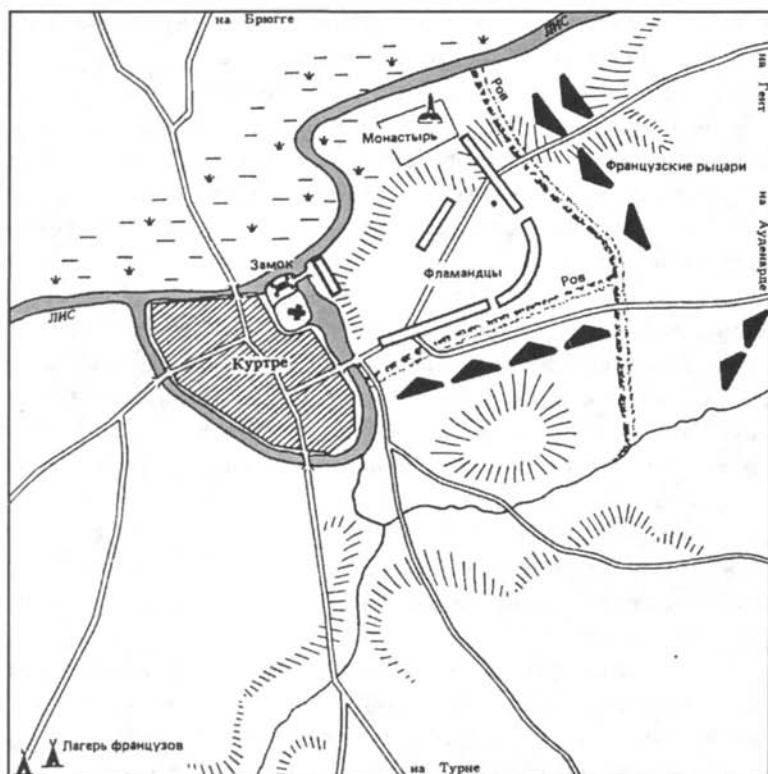 на Брюгге
ЛИС
Ров
на Гент
Монастырь
Французские рыцари
на Ауденарде
Замок
Фламандцы
Ров
ЛИС
Куртре
Лагерь французов
на Турне